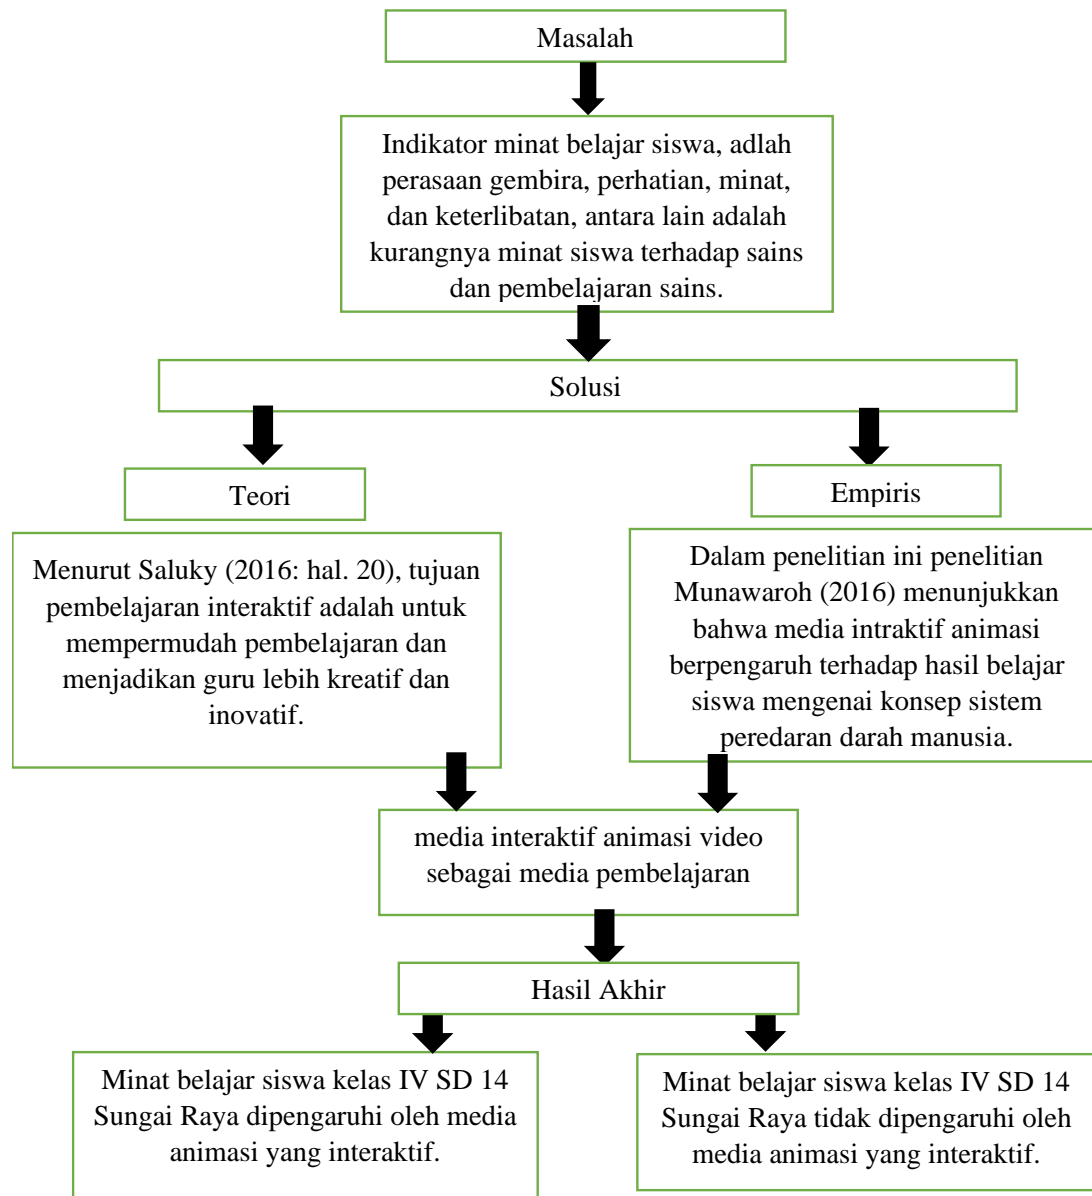 Masalah
Indikator minat belajar siswa, adlah
perasaan gembira, perhatian, minat,
dan keterlibatan, antara lain adalah
kurangnya minat siswa terhadap sains
dan pembelajaran sains.
Solusi
Teori
Empiris
Menurut Saluky (2016: hal. 20), tujuan
pembelajaran interaktif adalah untuk
mempermudah pembelajaran dan
menjadikan guru lebih kreatif dan
inovatif.
Dalam penelitian ini penelitian
Munawaroh (2016) menunjukkan
bahwa media intraktif animasi
berpengaruh terhadap hasil belajar
siswa mengenai konsep sistem
peredaran darah manusia.
media interaktif animasi video
sebagai media pembelajaran
Hasil Akhir
Minat belajar siswa kelas IV SD 14
Sungai Raya dipengaruhi oleh media
animasi yang interaktif.
Minat belajar siswa kelas IV SD 14
Sungai Raya tidak dipengaruhi oleh
media animasi yang interaktif.